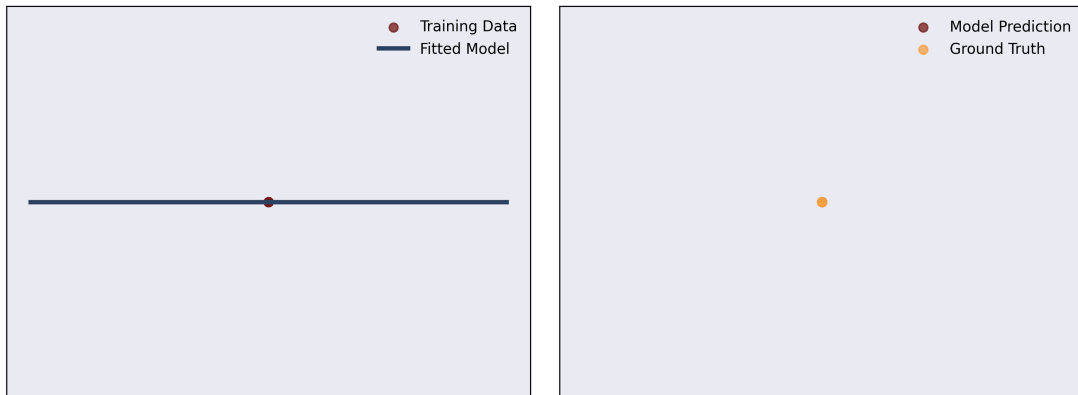 Training Data
Fitted Model
Model Prediction
Ground Truth